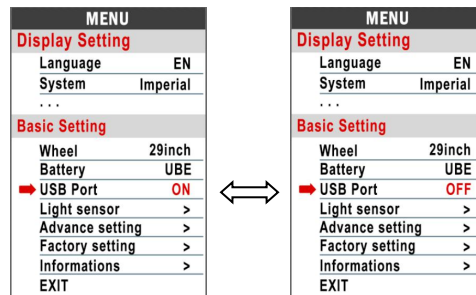 MENU
Display Setting
Language EN
System Imperial
...
Basic Setting
Wheel 29inch
Battery UBE
USB Port ON
Light sensor >
Advance setting >
Factory setting >
Informations >
EXIT
MENU
Display Setting
Language EN
System Imperial
...
Basic Setting
Wheel 29inch
Battery UBE
USB Port OFF
Light sensor >
Advance setting >
Factory setting >
Informations >
EXIT